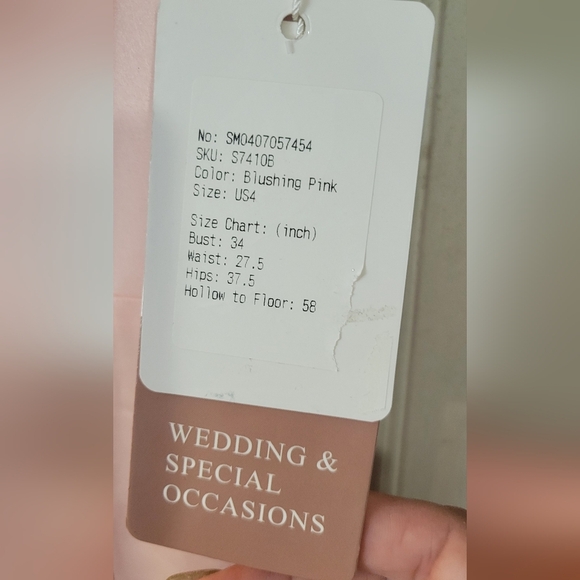 No: SM0407057454
SKU: S7410B
Color: Blushing Pink
Size: US4
Size Chart: (inch)
Bust: 34
Waist: 27.5
Hips: 37.5
Hollow to Floor: 58
WEDDING &
SPECIAL
OCCASIONS